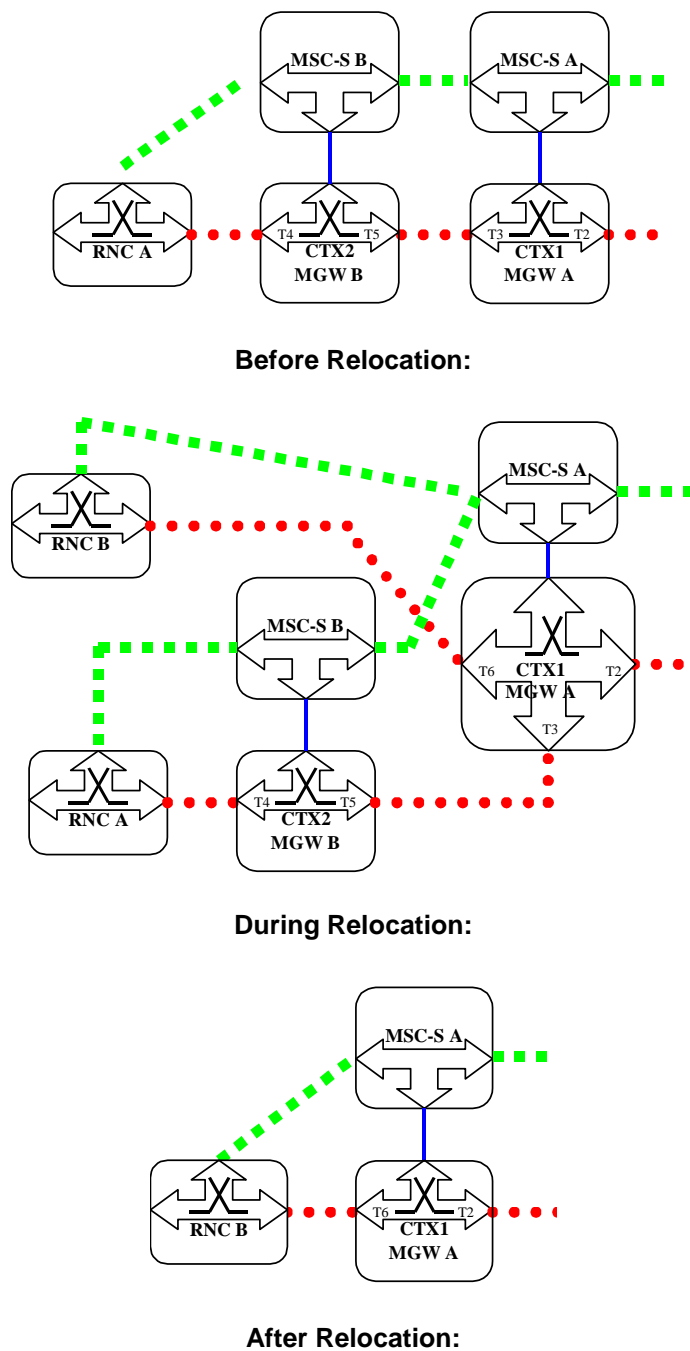 MSC-S B
MSC-S A
T4
T5
T3
T2
RNC A
CTX2
MGW B
CTX1
MGW A
Before Relocation:
MSC-S A
RNC B
MSC-S B
T6
CTX1
T2
MGW A
T3
T4
T5
RNC A
CTX2
MGW B
During Relocation:
MSC-S A
T6
T2
RNC B
CTX1
MGW A
After Relocation: